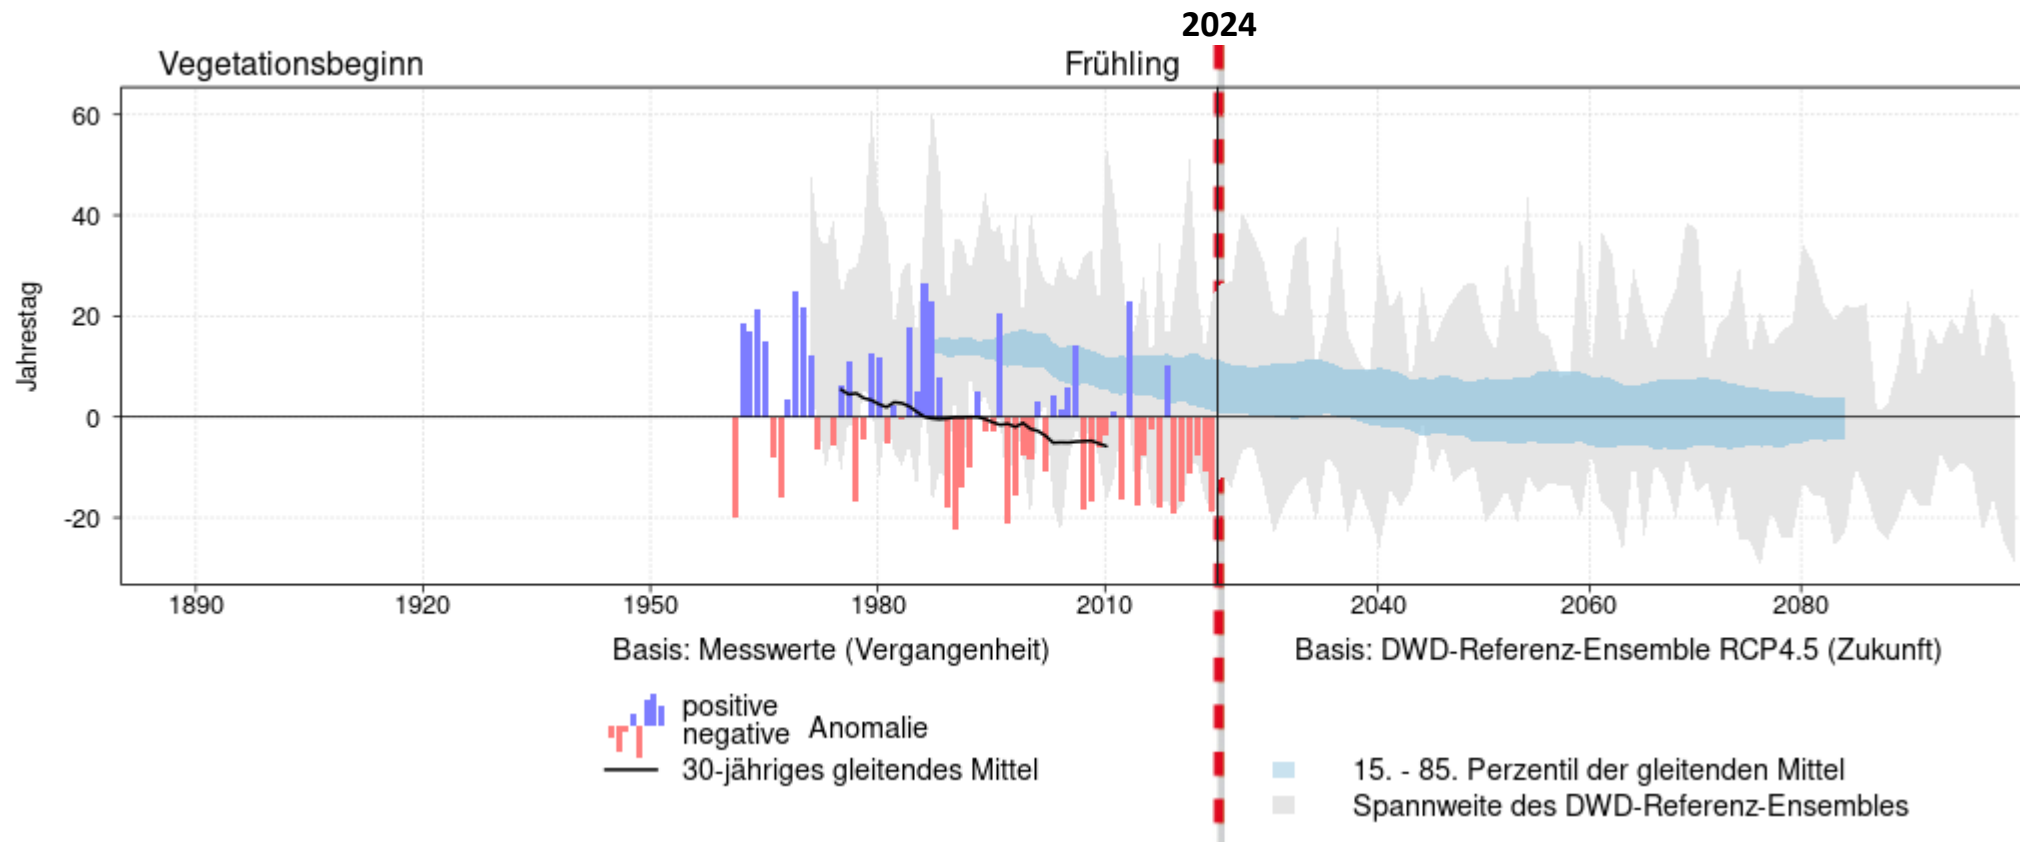 2024
Vegetationsbeginn
Frühling
Jahrestag
60
40
20
0
-20
1890 1920 1950 1980 2010 2040 2060 2080
Basis: Messwerte (Vergangenheit)
Basis: DWD-Referenz-Ensemble RCP4.5 (Zukunft)
positive
negative Anomalie
30-jähriges gleitendes Mittel
15. - 85. Perzentil der gleitenden Mittel
Spannweite des DWD-Referenz-Ensembles